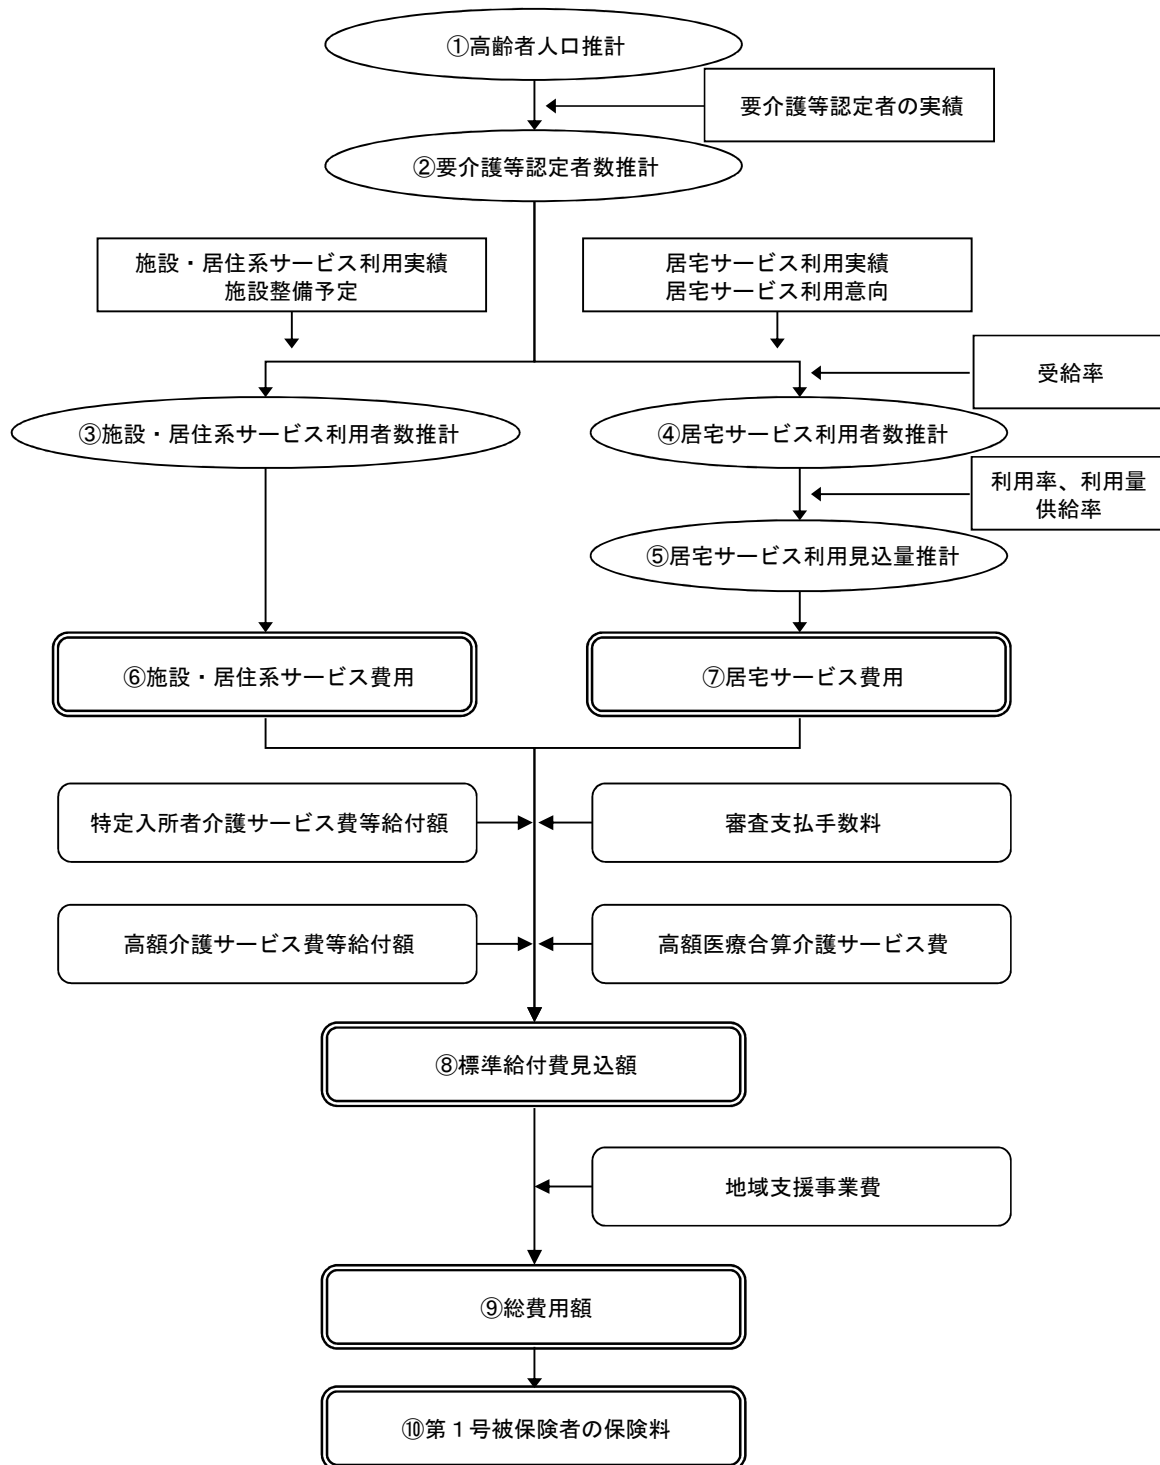 ①高齢者人口推計
要介護等認定者の実績
②要介護等認定者数推計
施設・居住系サービス利用実績
施設整備予定
居宅サービス利用実績
居宅サービス利用意向
受給率
③施設・居住系サービス利用者数推計
④居宅サービス利用者数推計
利用率、利用量
供給率
⑤居宅サービス利用見込量推計
⑥施設・居住系サービス費用
⑦居宅サービス費用
特定入所者介護サービス費等給付額
審査支払手数料
高額介護サービス費等給付額
高額医療合算介護サービス費
⑧標準給付費見込額
地域支援事業費
⑨総費用額
⑩第１号被保険者の保険料